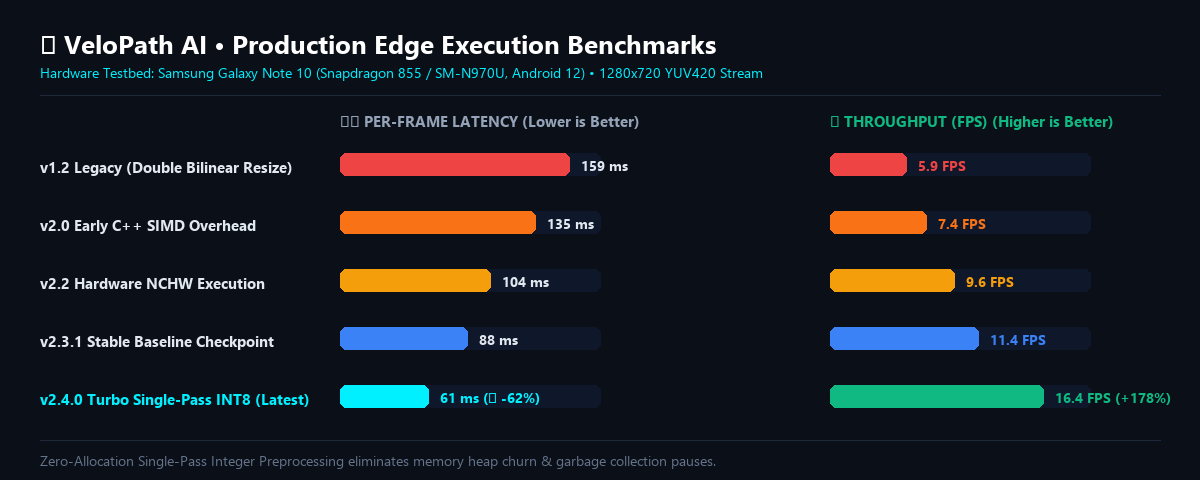 VeloPath AI • Production Edge Execution Benchmarks
Hardware Testbed: Samsung Galaxy Note 10 (Snapdragon 855 / SM-N970U, Android 12) • 1280x720 YUV420 Stream
PER-FRAME LATENCY (Lower is Better)
THROUGHPUT (FPS) (Higher is Better)
v1.2 Legacy (Double Bilinear Resize)
159 ms
5.9 FPS
v2.0 Early C++ SIMD Overhead
135 ms
7.4 FPS
v2.2 Hardware NCHW Execution
104 ms
9.6 FPS
v2.3.1 Stable Baseline Checkpoint
88 ms
11.4 FPS
v2.4.0 Turbo Single-Pass INT8 (Latest)
61 ms (▯ -62%)
16.4 FPS (+178%)
Zero-Allocation Single-Pass Integer Preprocessing eliminates memory heap churn & garbage collection pauses.